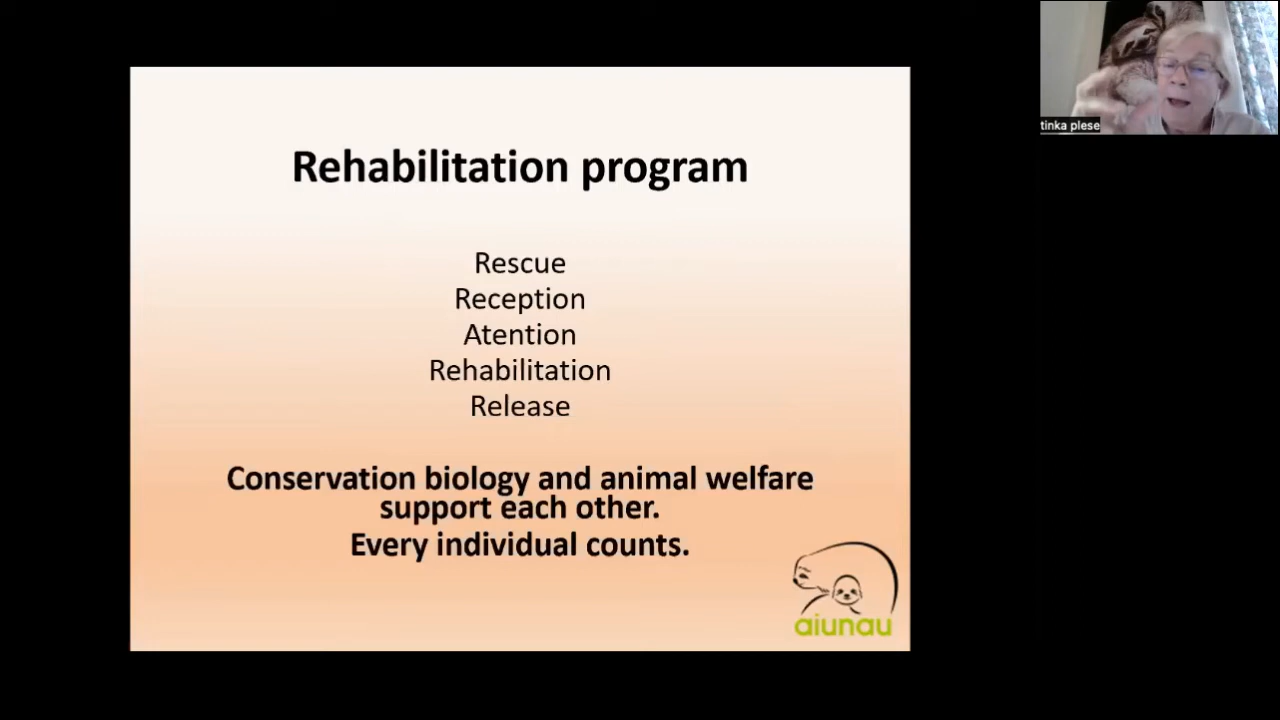 tinka plese
Rehabilitation program
Rescue
Reception
Atention
Rehabilitation
Release
Conservation biology and animal welfare
support each other.
Every individual counts.
aiunau